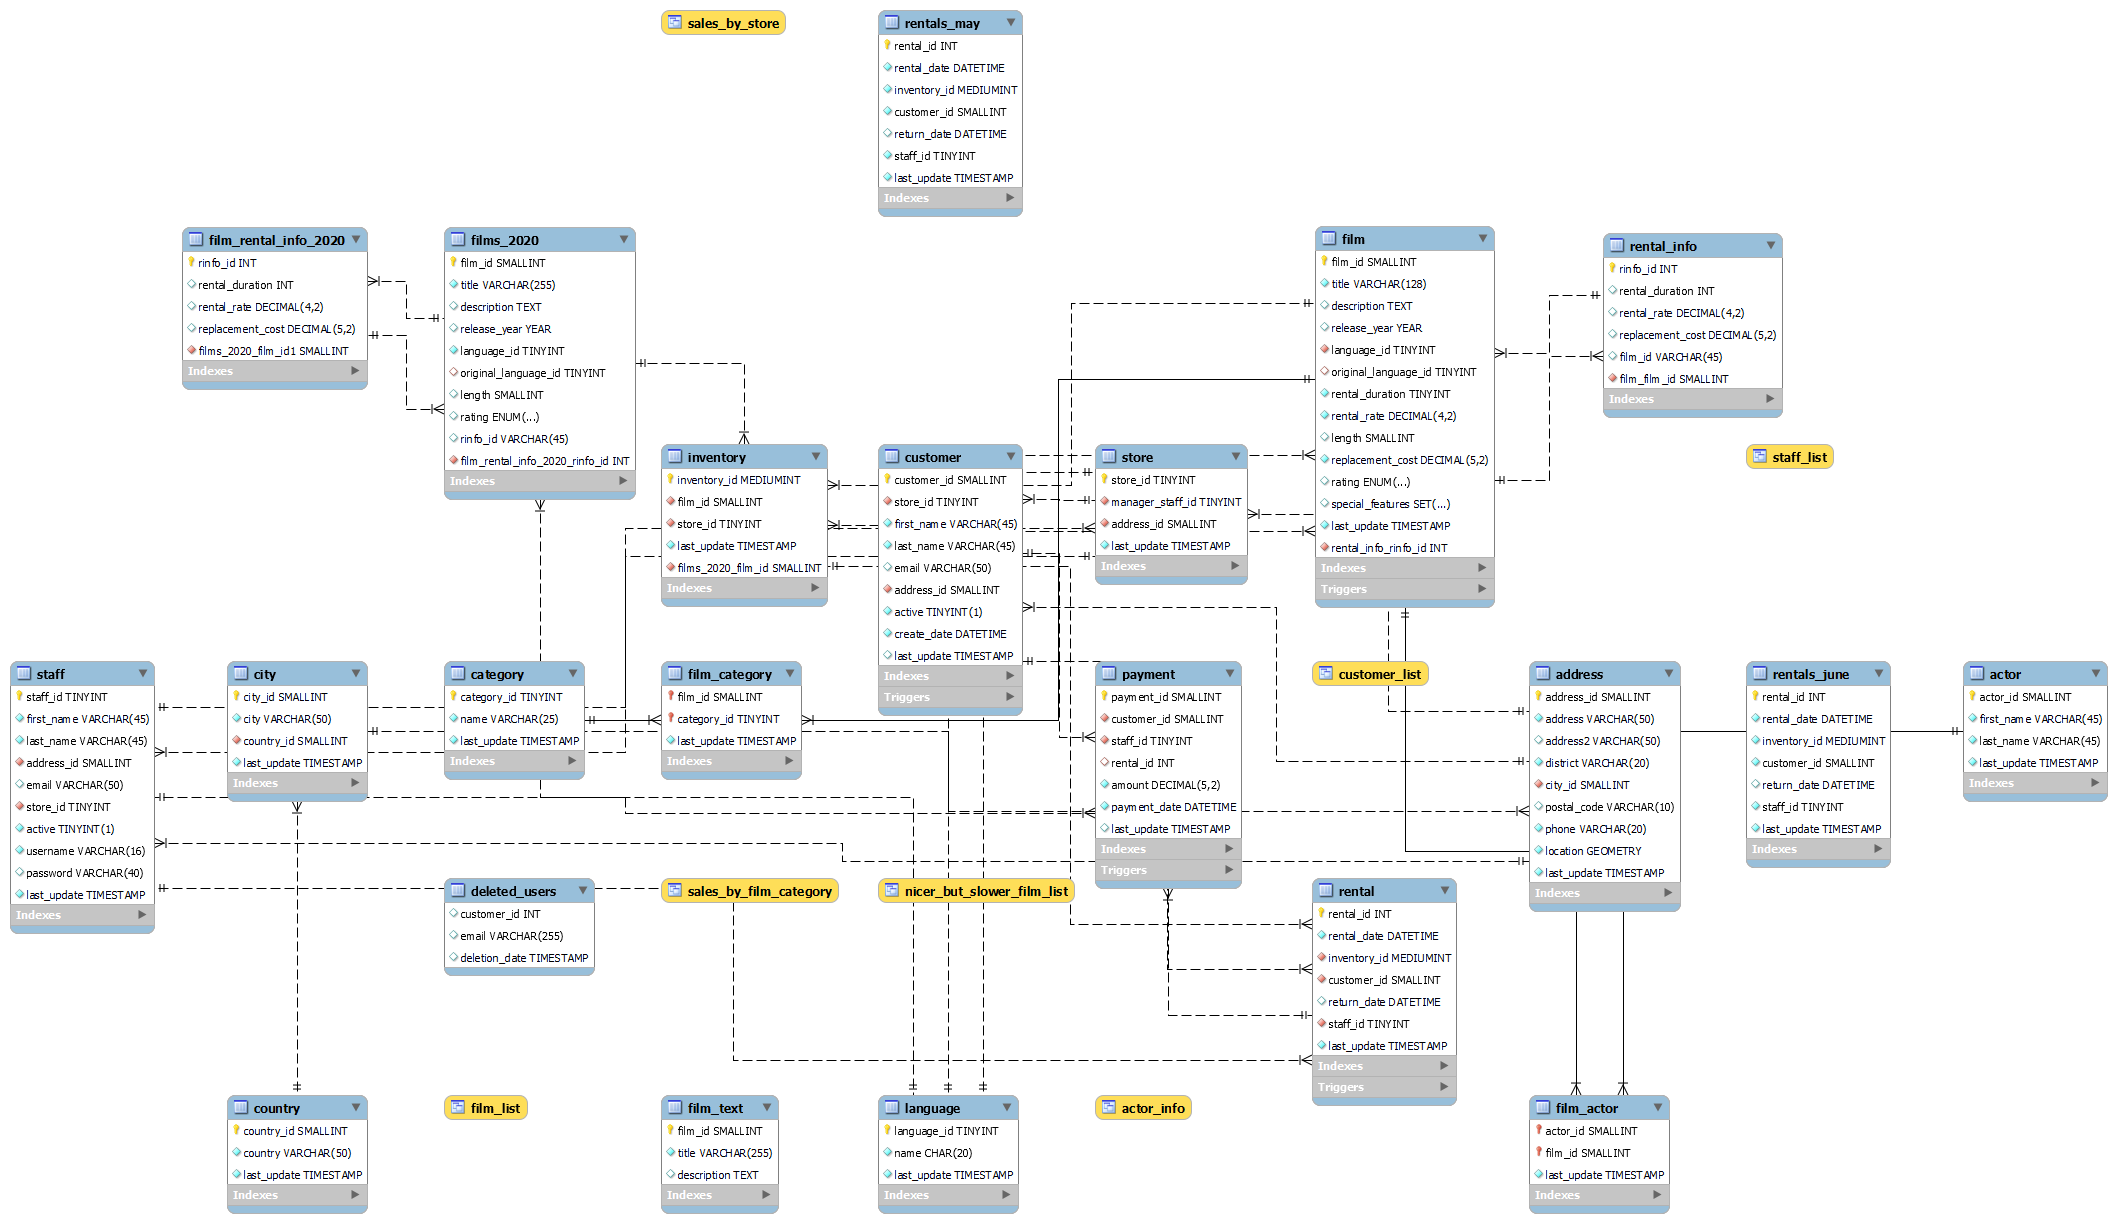 sales_by_store
rentals_may
rental_id INT
rental_date DATETIME
inventory_id MEDIUMINT
customer_id SMALLINT
return_date DATETIME
staff_id TINYINT
last_update TIMESTAMP
Indexes
film_rental_info_2020
rinfo_id INT
rental_duration INT
rental_rate DECIMAL(4,2)
replacement_cost DECIMAL(5,2)
films_2020_film_id1 SMALLINT
Indexes
films_2020
film_id SMALLINT
title VARCHAR(255)
description TEXT
release_year YEAR
language_id TINYINT
original_language_id TINYINT
length SMALLINT
rating ENUM(...)
rinfo_id VARCHAR(45)
film_rental_info_2020_rinfo_id INT
Indexes
film
film_id SMALLINT
title VARCHAR(128)
description TEXT
release_year YEAR
language_id TINYINT
original_language_id TINYINT
rental_duration TINYINT
rental_rate DECIMAL(4,2)
length SMALLINT
replacement_cost DECIMAL(5,2)
rating ENUM(...)
special_features SET(...)
last_update TIMESTAMP
rental_info_rinfo_id INT
Indexes
Triggers
rental_info
rinfo_id INT
rental_duration INT
rental_rate DECIMAL(4,2)
replacement_cost DECIMAL(5,2)
film_id VARCHAR(45)
film_film_id SMALLINT
Indexes
inventory
inventory_id MEDIUMINT
film_id SMALLINT
store_id TINYINT
last_update TIMESTAMP
films_2020_film_id SMALLINT
Indexes
customer
customer_id SMALLINT
store_id TINYINT
first_name VARCHAR(45)
last_name VARCHAR(45)
email VARCHAR(50)
address_id SMALLINT
active TINYINT(1)
create_date DATETIME
last_update TIMESTAMP
Indexes
Triggers
store
store_id TINYINT
manager_staff_id TINYINT
address_id SMALLINT
last_update TIMESTAMP
Indexes
staff_list
staff
staff_id TINYINT
first_name VARCHAR(45)
last_name VARCHAR(45)
address_id SMALLINT
email VARCHAR(50)
store_id TINYINT
active TINYINT(1)
username VARCHAR(16)
password VARCHAR(40)
last_update TIMESTAMP
Indexes
city
city_id SMALLINT
city VARCHAR(50)
country_id SMALLINT
last_update TIMESTAMP
Indexes
category
category_id TINYINT
name VARCHAR(25)
last_update TIMESTAMP
Indexes
film_category
film_id SMALLINT
category_id TINYINT
last_update TIMESTAMP
Indexes
payment
payment_id SMALLINT
customer_id SMALLINT
staff_id TINYINT
rental_id INT
amount DECIMAL(5,2)
payment_date DATETIME
last_update TIMESTAMP
Indexes
Triggers
customer_list
address
address_id SMALLINT
address VARCHAR(50)
address2 VARCHAR(50)
district VARCHAR(20)
city_id SMALLINT
postal_code VARCHAR(10)
phone VARCHAR(20)
location GEOMETRY
last_update TIMESTAMP
Indexes
rentals_june
rental_id INT
rental_date DATETIME
inventory_id MEDIUMINT
customer_id SMALLINT
return_date DATETIME
staff_id TINYINT
last_update TIMESTAMP
Indexes
actor
actor_id SMALLINT
first_name VARCHAR(45)
last_name VARCHAR(45)
last_update TIMESTAMP
Indexes
deleted_users
customer_id INT
email VARCHAR(255)
deletion_date TIMESTAMP
sales_by_film_category
nicer_but_slower_film_list
rental
rental_id INT
rental_date DATETIME
inventory_id MEDIUMINT
customer_id SMALLINT
return_date DATETIME
staff_id TINYINT
last_update TIMESTAMP
Indexes
Triggers
country
country_id SMALLINT
country VARCHAR(50)
last_update TIMESTAMP
Indexes
film_list
film_text
film_id SMALLINT
title VARCHAR(255)
description TEXT
Indexes
language
language_id TINYINT
name CHAR(20)
last_update TIMESTAMP
Indexes
actor_info
film_actor
actor_id SMALLINT
film_id SMALLINT
last_update TIMESTAMP
Indexes